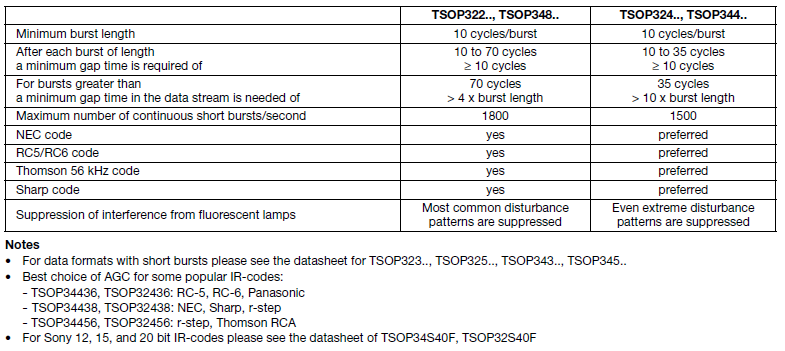 TSOP322.., TSOP348.. TSOP324.., TSOP344..
Minimum burst length 10 cycles/burst 10 cycles/burst
After each burst of length 10 to 70 cycles 10 to 35 cycles
a minimum gap time is required of ≥ 10 cycles ≥ 10 cycles
For bursts greater than 70 cycles 35 cycles
a minimum gap time in the data stream is needed of > 4 x burst length > 10 x burst length
Maximum number of continuous short bursts/second 1800 1500
NEC code yes preferred
RC5/RC6 code yes preferred
Thomson 56 kHz code yes preferred
Sharp code yes preferred
Suppression of interference from fluorescent lamps Most common disturbance patterns are suppressed Even extreme disturbance patterns are suppressed
Notes
• For data formats with short bursts please see the datasheet for TSOP323.., TSOP325.., TSOP343.., TSOP345..
• Best choice of AGC for some popular IR-codes:
- TSOP34436, TSOP32436: RC-5, RC-6, Panasonic
- TSOP34438, TSOP32438: NEC, Sharp, r-step
- TSOP34456, TSOP32456: r-step, Thomson RCA
• For Sony 12, 15, and 20 bit IR-codes please see the datasheet of TSOP34S40F, TSOP32S40F